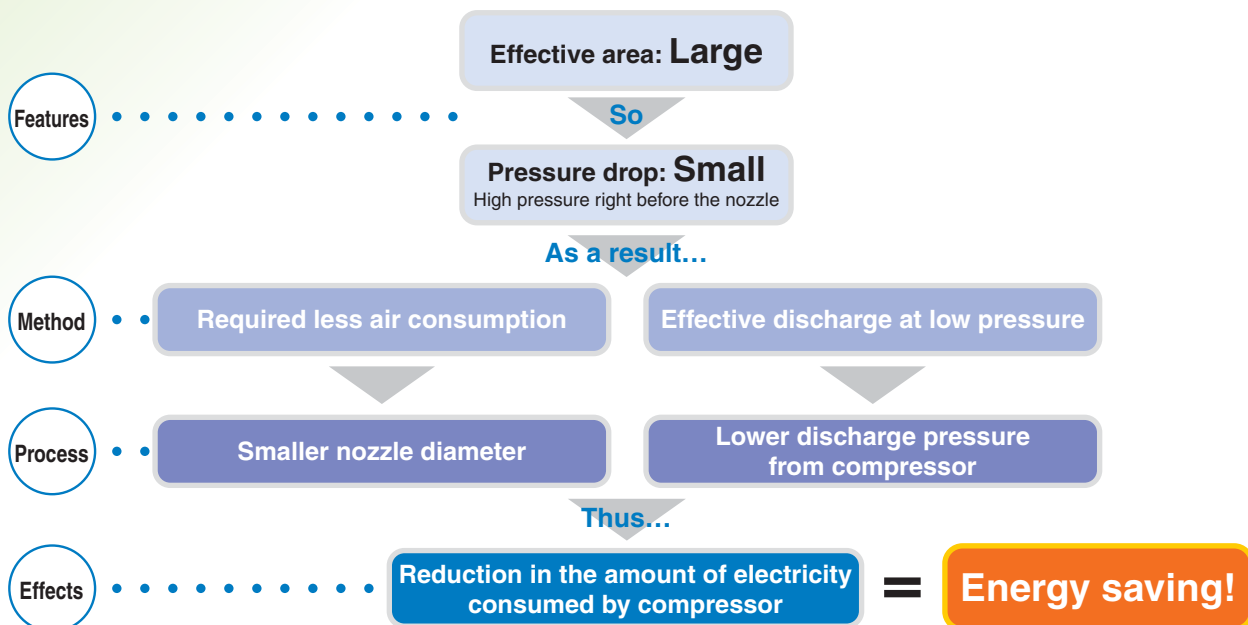 Effective area: Large
Features
So
Pressure drop: Small
High pressure right before the nozzle
As a result…
Method
Required less air consumption
Effective discharge at low pressure
Process
Smaller nozzle diameter
Lower discharge pressure
from compressor
Thus…
Effects
Reduction in the amount of electricity
consumed by compressor
=
Energy saving!